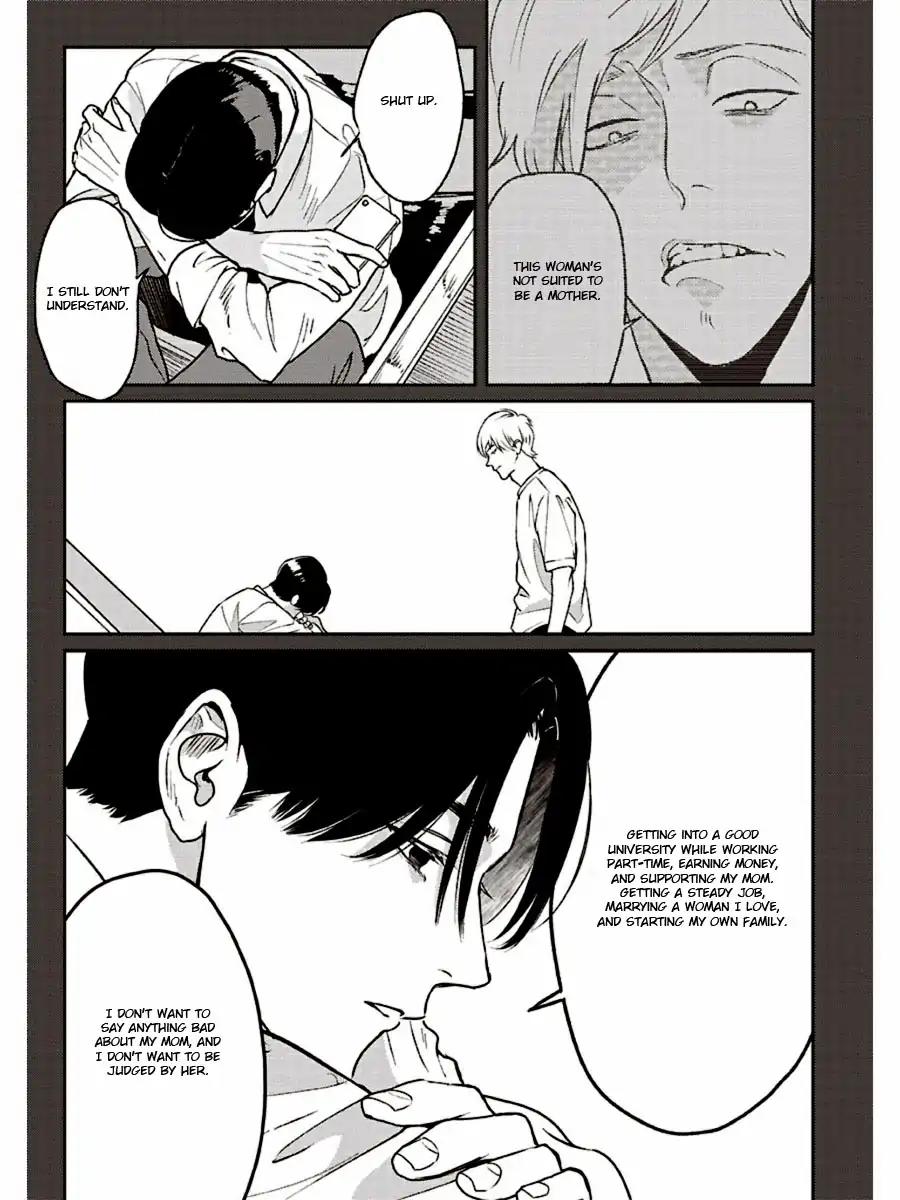 THIS WOMAN'S
NOT SUITED TO
BE A MOTHER.
SHUT UP.
I STILL DON'T
UNDERSTAND.
GETTING INTO A GOOD
UNIVERSITY WHILE WORKING
PART-TIME, EARNING MONEY,
AND SUPPORTING MY MOM.
GETTING A STEADY JOB,
MARRYING A WOMAN I LOVE,
AND STARTING MY OWN FAMILY.
I DON'T WANT TO
SAY ANYTHING BAD
ABOUT MY MOM, AND
I DON'T WANT TO BE
JUDGED BY HER.